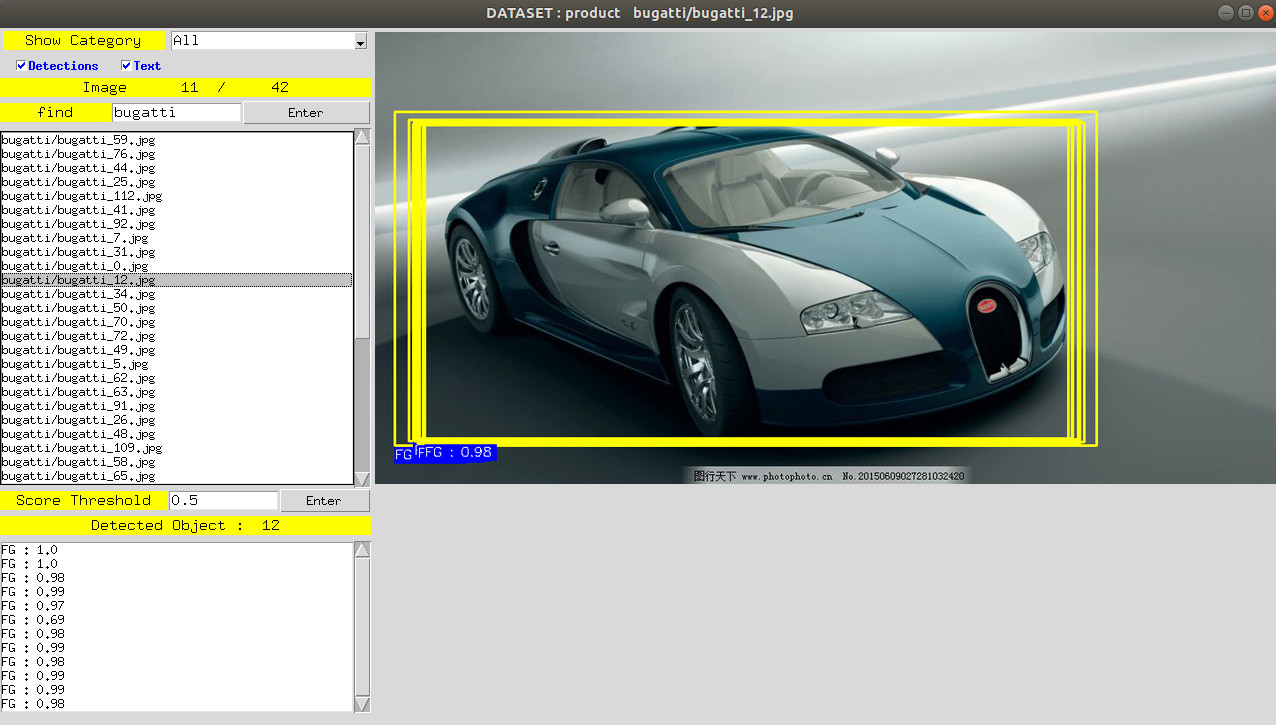 DATASET : product bugatti/bugatti_12.jpg
Show Category All
Detections Text
Image 11 / 42
find bugatti Enter
bugatti/bugatti_59.jpg
bugatti/bugatti_76.jpg
bugatti/bugatti_44.jpg
bugatti/bugatti_25.jpg
bugatti/bugatti_112.jpg
bugatti/bugatti_41.jpg
bugatti/bugatti_92.jpg
bugatti/bugatti_7.jpg
bugatti/bugatti_31.jpg
bugatti/bugatti_0.jpg
bugatti/bugatti_12.jpg
bugatti/bugatti_34.jpg
bugatti/bugatti_50.jpg
bugatti/bugatti_70.jpg
bugatti/bugatti_72.jpg
bugatti/bugatti_49.jpg
bugatti/bugatti_5.jpg
bugatti/bugatti_62.jpg
bugatti/bugatti_63.jpg
bugatti/bugatti_91.jpg
bugatti/bugatti_26.jpg
bugatti/bugatti_48.jpg
bugatti/bugatti_109.jpg
bugatti/bugatti_58.jpg
bugatti/bugatti_65.jpg
Score Threshold 0.5 Enter
Detected Object : 12
FG : 1.0
FG : 1.0
FG : 0.98
FG : 0.99
FG : 0.97
FG : 0.69
FG : 0.98
FG : 0.99
FG : 0.98
FG : 0.99
FG : 0.99
FG : 0.98
FG : 0.98
图行天下 www.photophoto.cn No.20150609027281032420